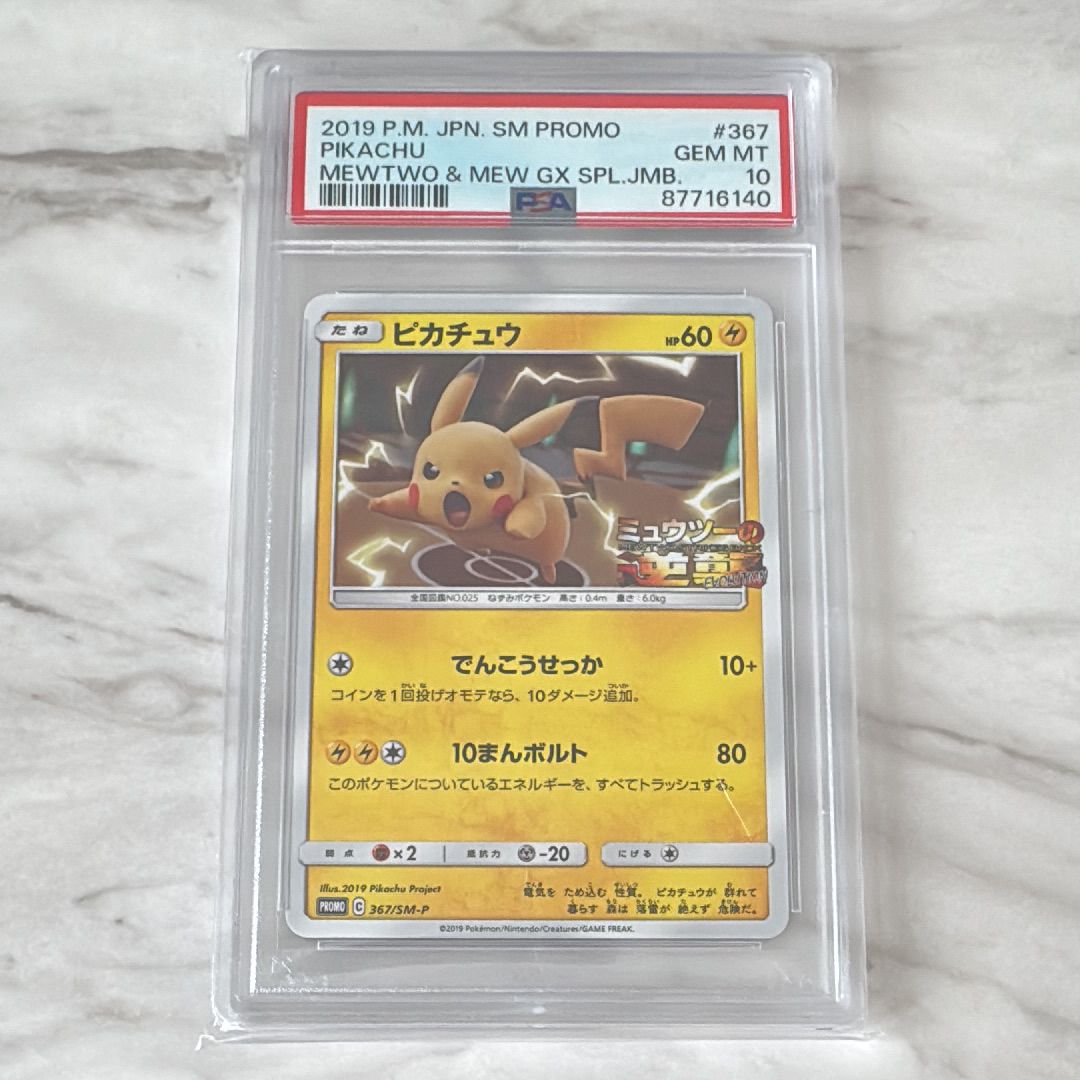 2019 P.M. JPN. SM PROMO #367
PIKACHU GEM MT
MEWTWO & MEW GX SPL.JMB. 10
PSA 87716140
たね ピカチュウ HP60
ミュウツーの
逆襲
EVOLUTION
全国図鑑NO.025 ねずみポケモン 高さ:0.4m 重さ:6.0kg
でんこうせっか 10+
コインを1回投げオモテなら、10ダメージ追加。
10まんボルト 80
このポケモンについているエネルギーを、すべてトラッシュする。
弱点 ×2 抵抗力 -20 にげる
Illus.2019 Pikachu Project
電気を ため込む 性質。 ピカチュウが 群れて
PROMO C 367/SM-P
暮らす 森は 落雷が 絶えず 危険だ。
©2019 Pokémon/Nintendo/Creatures/GAME FREAK.